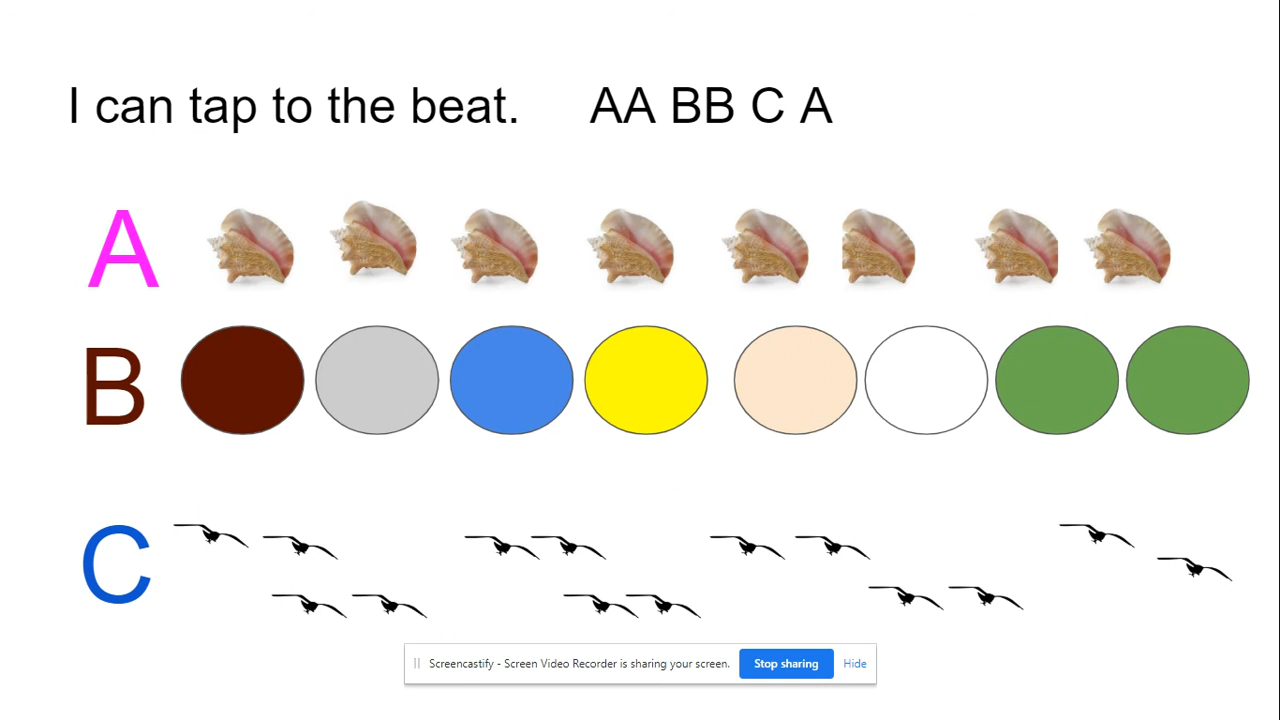 I can tap to the beat. AA BB C A
A
B
C
Screencastify - Screen Video Recorder is sharing your screen. Stop sharing Hide